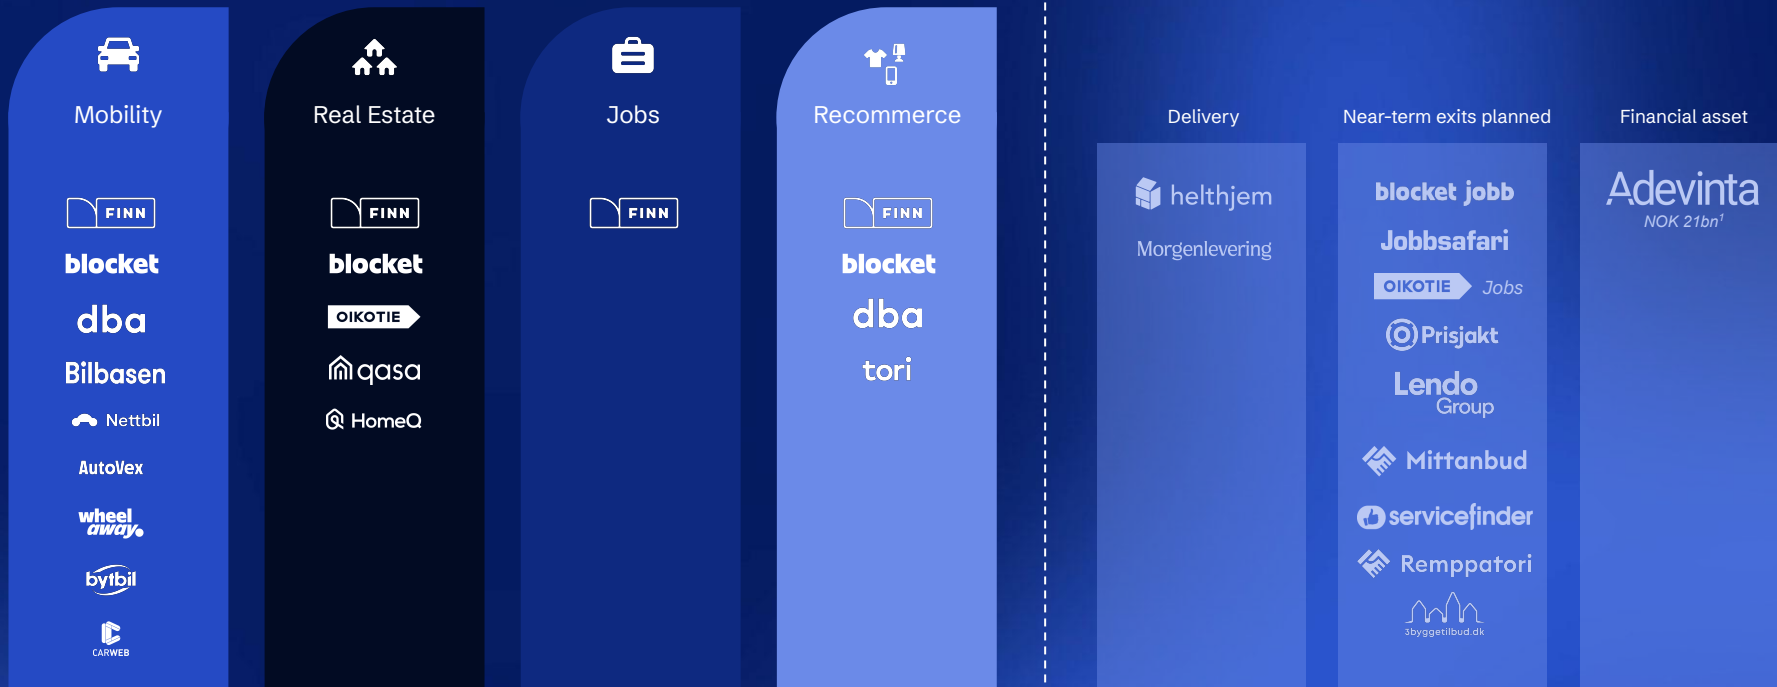 Mobility
FINN
blocket
dba
Bilbasen
Nettbil
AutoVex
wheel
away
bytbil
CARWEB
Real Estate
FINN
blocket
OIKOTIE
qasa
HomeQ
Jobs
FINN
Recommerce
FINN
blocket
dba
tori
Delivery
helthjem
Morgenlevering
Near-term exits planned
blocket jobb
Jobbsafari
OIKOTIE Jobs
Prisjakt
Lendo
Group
Mittanbud
servicefinder
Remppatori
3byggetilbud.dk
Financial asset
Adevinta
NOK 21bn¹